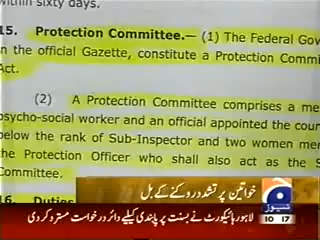 within sixty days.
15. Protection Committee.— (1) The Federal Gov
n the official Gazette, constitute a Protection Commi
Act.
(2) A Protection Committee comprises a me
psycho-social worker and an official appointed the coun
below the rank of Sub-Inspector and two women mem
the Protection Officer who shall also act as the S
Committee.
16. Duties
خواتین پر تشدد روکنے کے بل
جیو
نیوز
10 17
لاہور ہائیکورٹ نے بسنت پر پابندی کیلئے دائر درخواست مسترد کر دی